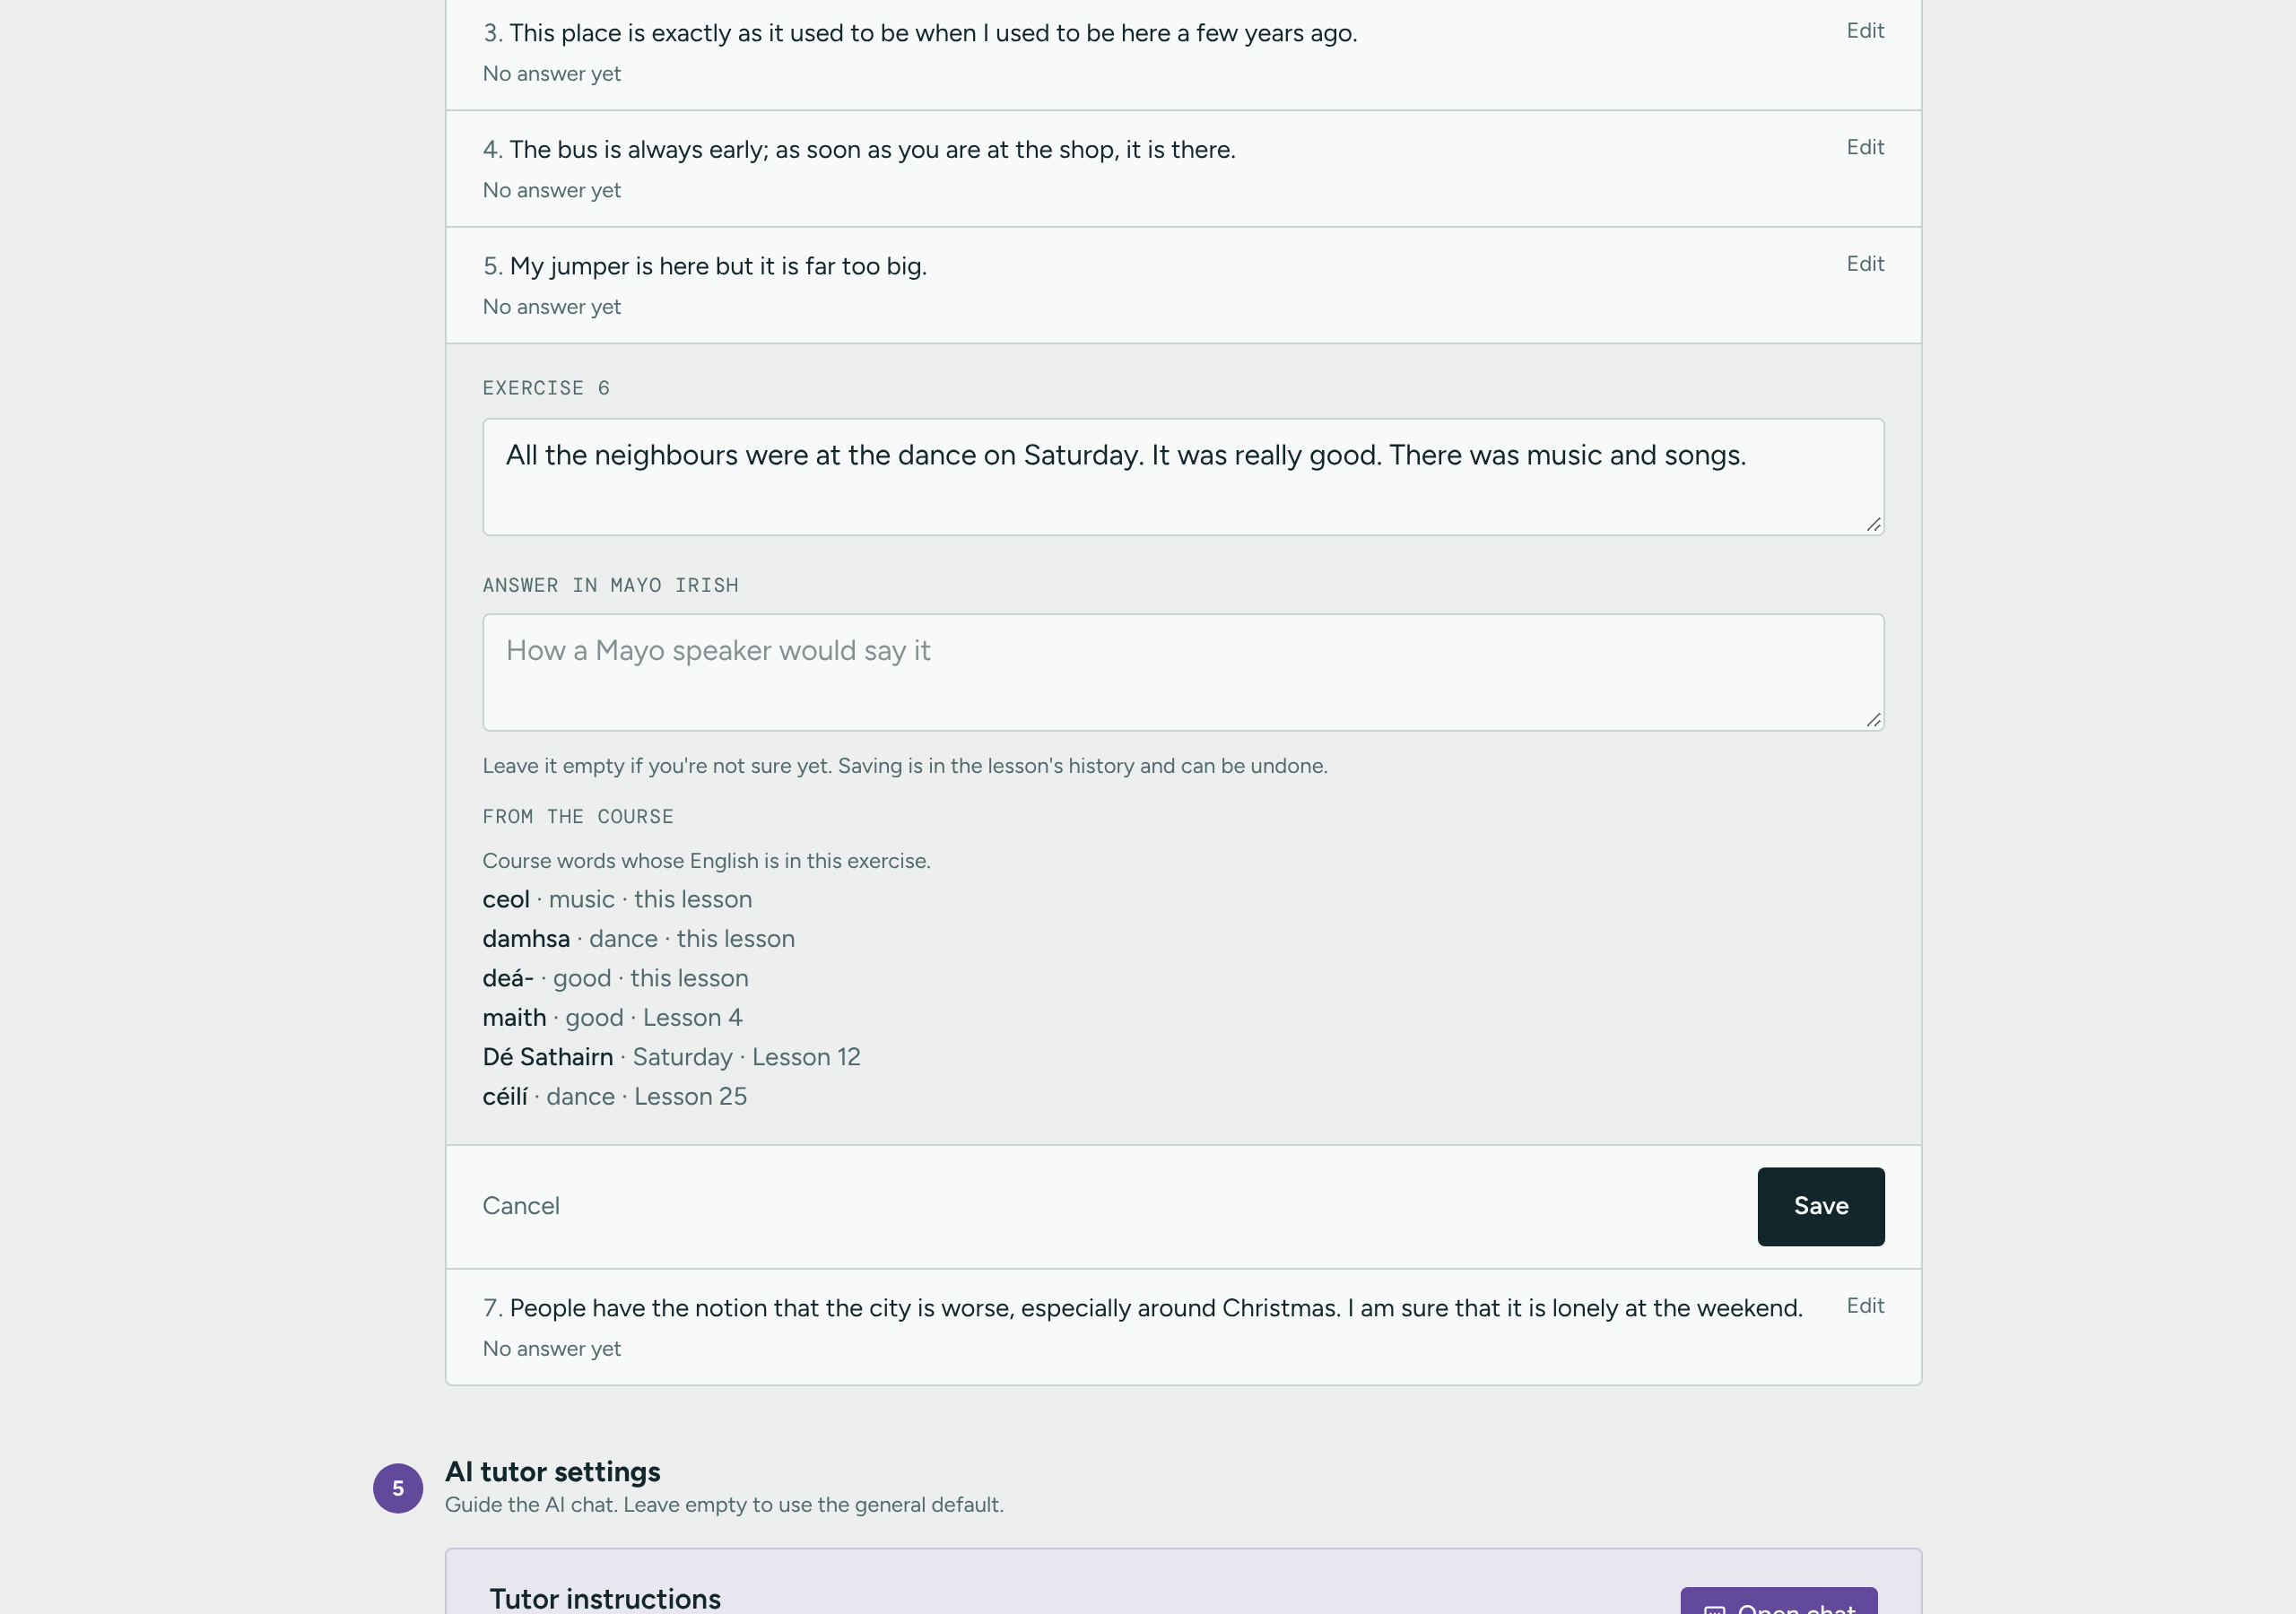 3. This place is exactly as it used to be when I used to be here a few years ago.
Edit
No answer yet
4. The bus is always early; as soon as you are at the shop, it is there.
Edit
No answer yet
5. My jumper is here but it is far too big.
Edit
No answer yet
EXERCISE 6
All the neighbours were at the dance on Saturday. It was really good. There was music and songs.
ANSWER IN MAYO IRISH
How a Mayo speaker would say it
Leave it empty if you're not sure yet. Saving is in the lesson's history and can be undone.
FROM THE COURSE
Course words whose English is in this exercise.
ceol · music · this lesson
damhsa · dance · this lesson
deá- · good · this lesson
maith · good · Lesson 4
Dé Sathairn · Saturday · Lesson 12
céilí · dance · Lesson 25
Cancel
Save
7. People have the notion that the city is worse, especially around Christmas. I am sure that it is lonely at the weekend.
Edit
No answer yet
5
AI tutor settings
Guide the AI chat. Leave empty to use the general default.
Tutor instructions
Open chat